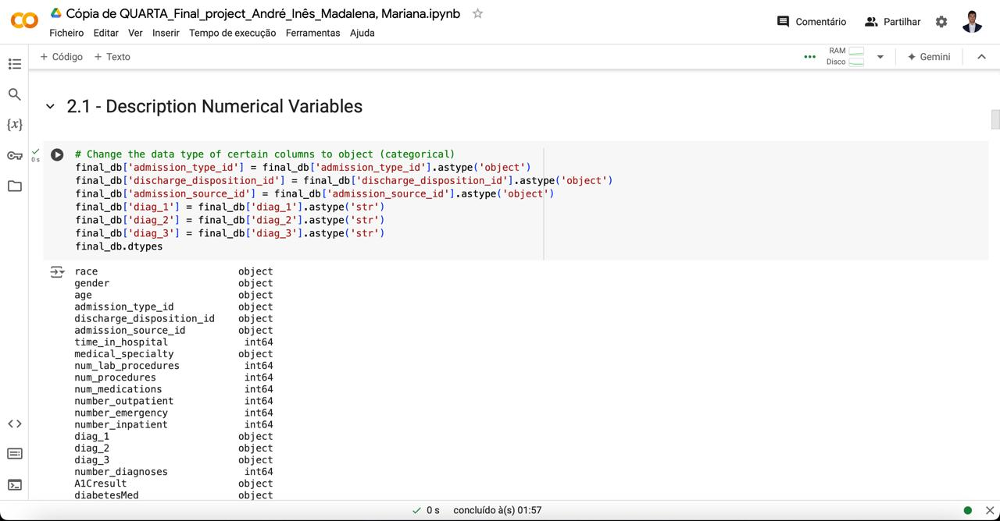 Cópia de QUARTA_Final_project_André_Inês_Madalena, Mariana.ipynb
Comentário
Partilhar
Ficheiro Editar Ver Inserir Tempo de execução Ferramentas Ajuda
+ Código + Texto
RAM
Disco
Gemini
2.1 - Description Numerical Variables
0 s
# Change the data type of certain columns to object (categorical)
final_db['admission_type_id'] = final_db['admission_type_id'].astype('object')
final_db['discharge_disposition_id'] = final_db['discharge_disposition_id'].astype('object')
final_db['admission_source_id'] = final_db['admission_source_id'].astype('object')
final_db['diag_1'] = final_db['diag_1'].astype('str')
final_db['diag_2'] = final_db['diag_2'].astype('str')
final_db['diag_3'] = final_db['diag_3'].astype('str')
final_db.dtypes
race object
gender object
age object
admission_type_id object
discharge_disposition_id object
admission_source_id object
time_in_hospital int64
medical_specialty object
num_lab_procedures int64
num_procedures int64
num_medications int64
number_outpatient int64
number_emergency int64
number_inpatient int64
diag_1 object
diag_2 object
diag_3 object
number_diagnoses int64
A1Cresult object
diabetesMed object
0 s concluído à(s) 01:57